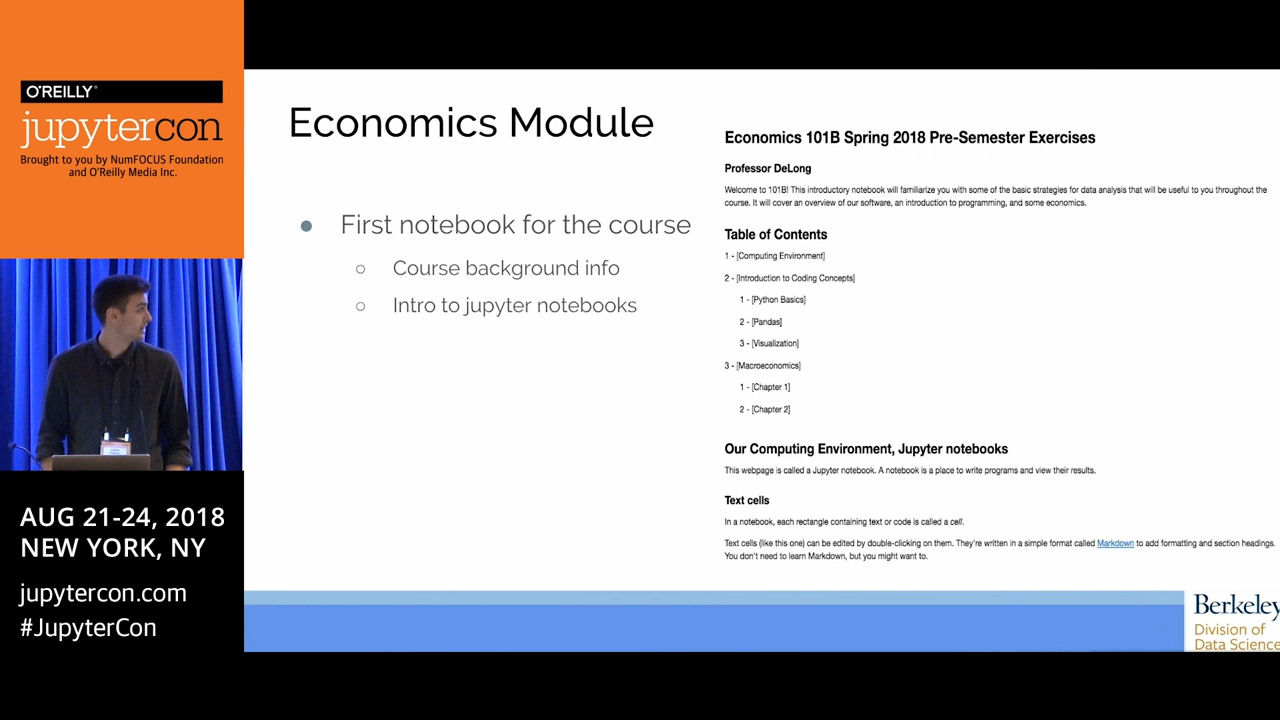 O'REILLY®
jupytercon
Brought to you by NumFOCUS Foundation
and O'Reilly Media Inc.
AUG 21-24, 2018
NEW YORK, NY
jupytercon.com
#JupyterCon
Economics Module
● First notebook for the course
○ Course background info
○ Intro to jupyter notebooks
Economics 101B Spring 2018 Pre-Semester Exercises
Professor DeLong
Welcome to 101B! This introductory notebook will familiarize you with some of the basic strategies for data analysis that will be useful to you throughout the
course. It will cover an overview of our software, an introduction to programming, and some economics.
Table of Contents
1 - [Computing Environment]
2 - [Introduction to Coding Concepts]
1 - [Python Basics]
2 - [Pandas]
3 - [Visualization]
3 - [Macroeconomics]
1 - [Chapter 1]
2 - [Chapter 2]
Our Computing Environment, Jupyter notebooks
This webpage is called a Jupyter notebook. A notebook is a place to write programs and view their results.
Text cells
In a notebook, each rectangle containing text or code is called a cell.
Text cells (like this one) can be edited by double-clicking on them. They're written in a simple format called Markdown to add formatting and section headings.
You don't need to learn Markdown, but you might want to.
Berkeley
Division of
Data Science